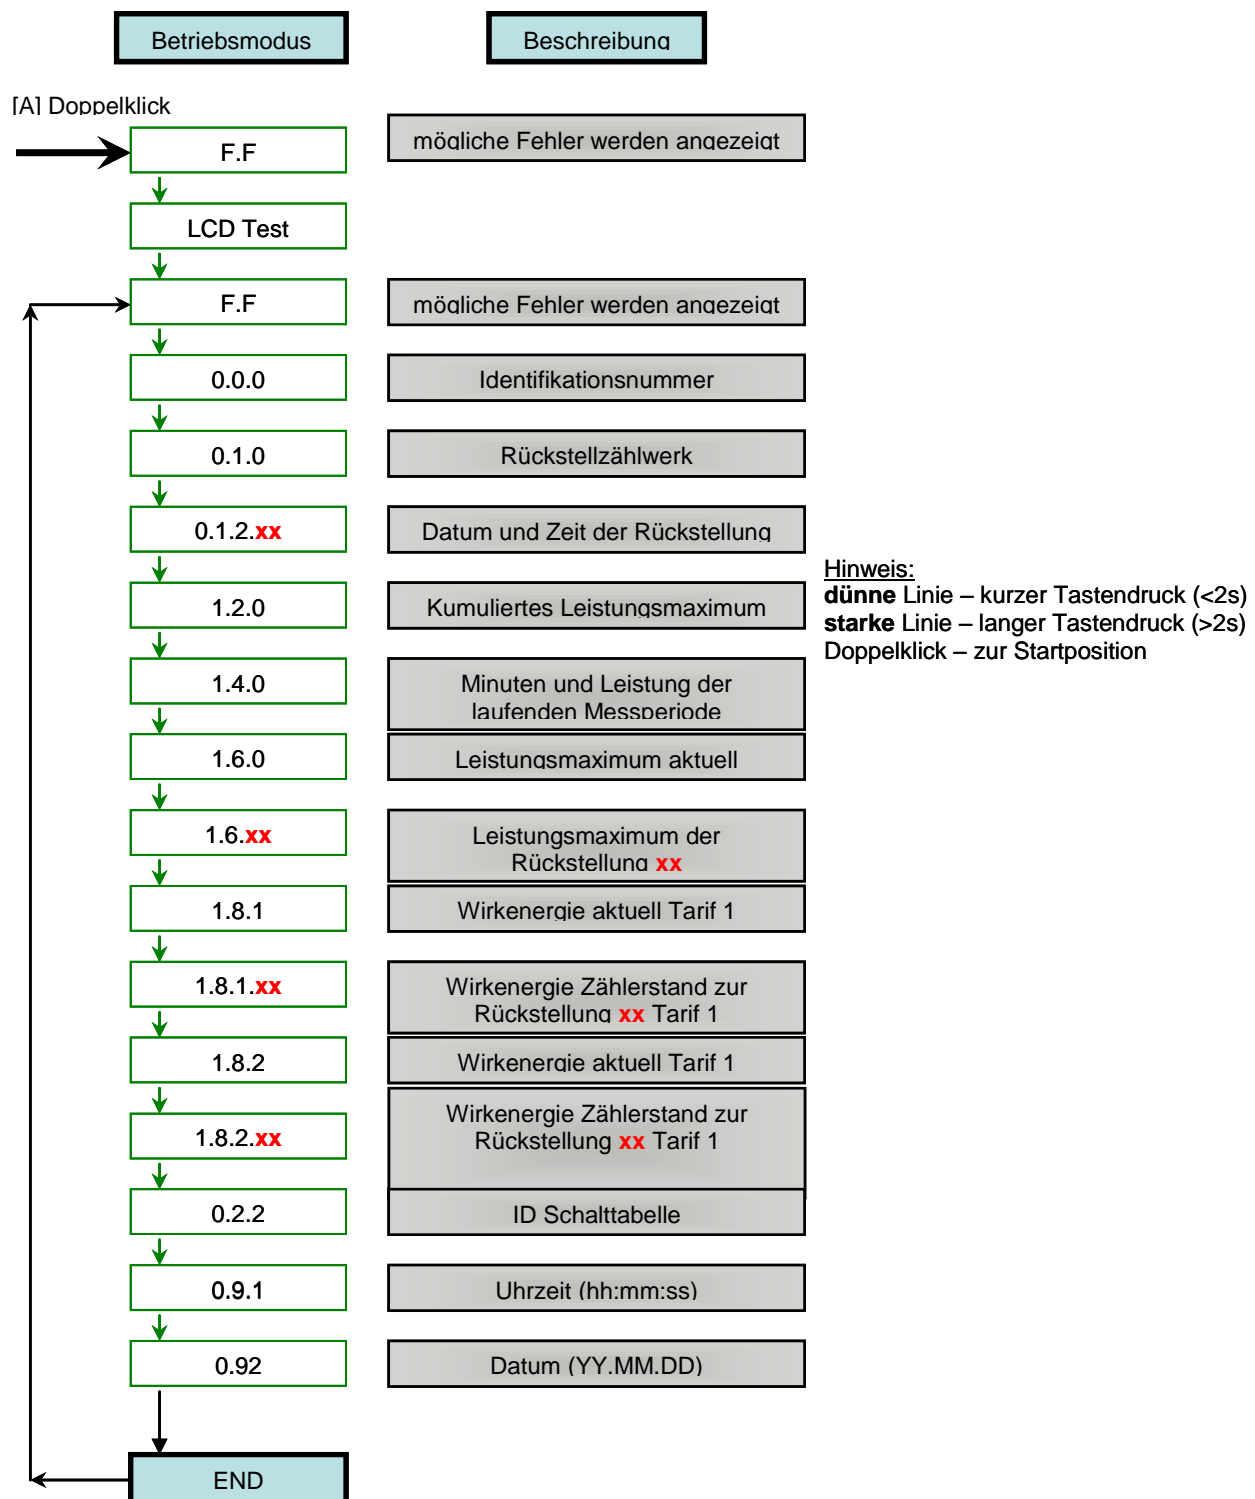 Betriebsmodus
Beschreibung
[A] Doppelklick
F.F
mögliche Fehler werden angezeigt
LCD Test
F.F
mögliche Fehler werden angezeigt
0.0.0
Identifikationsnummer
0.1.0
Rückstellzählwerk
0.1.2.xx
Datum und Zeit der Rückstellung
Hinweis:
dünne Linie – kurzer Tastendruck (<2s)
starke Linie – langer Tastendruck (>2s)
Doppelklick – zur Startposition
1.2.0
Kumuliertes Leistungsmaximum
1.4.0
Minuten und Leistung der
laufenden Messperiode
1.6.0
Leistungsmaximum aktuell
1.6.xx
Leistungsmaximum der
Rückstellung xx
1.8.1
Wirkenergie aktuell Tarif 1
1.8.1.xx
Wirkenergie Zählerstand zur
Rückstellung xx Tarif 1
1.8.2
Wirkenergie aktuell Tarif 1
1.8.2.xx
Wirkenergie Zählerstand zur
Rückstellung xx Tarif 1
0.2.2
ID Schalttabelle
0.9.1
Uhrzeit (hh:mm:ss)
0.92
Datum (YY.MM.DD)
END